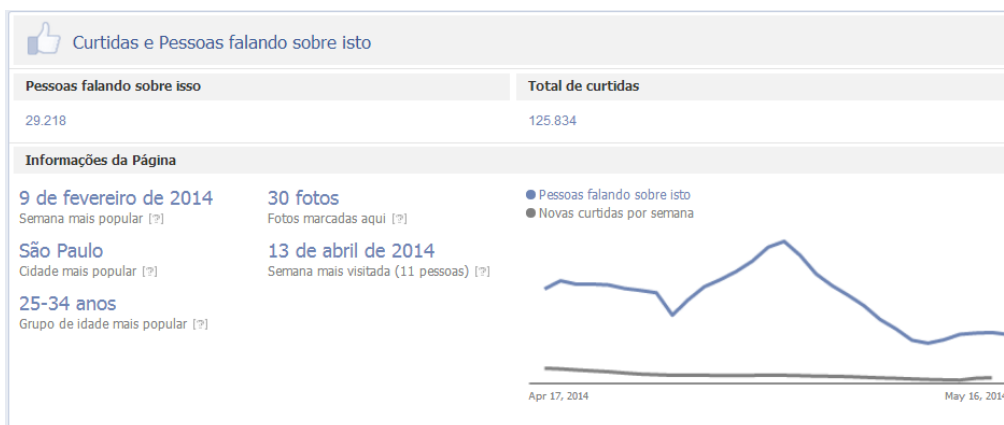 Curtidas e Pessoas falando sobre isto
Pessoas falando sobre isso
Total de curtidas
29.218
125.834
Informações da Página
9 de fevereiro de 2014
Semana mais popular [?]
30 fotos
Fotos marcadas aqui [?]
São Paulo
Cidade mais popular [?]
13 de abril de 2014
Semana mais visitada (11 pessoas) [?]
25-34 anos
Grupo de idade mais popular [?]
Pessoas falando sobre isto
Novas curtidas por semana
Apr 17, 2014
May 16, 2014